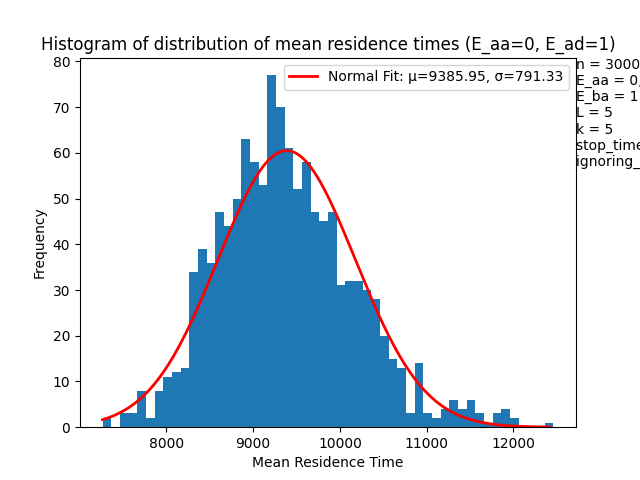 Histogram of distribution of mean residence times (E_aa=0, E_ad=1)
Normal Fit: μ=9385.95, σ=791.33
n = 3000
E_aa = 0,
E_ba = 1
L = 5
k = 5
stop_time
ignoring_
Frequency
80
70
60
50
40
30
20
10
0
8000
9000
10000
11000
12000
Mean Residence Time